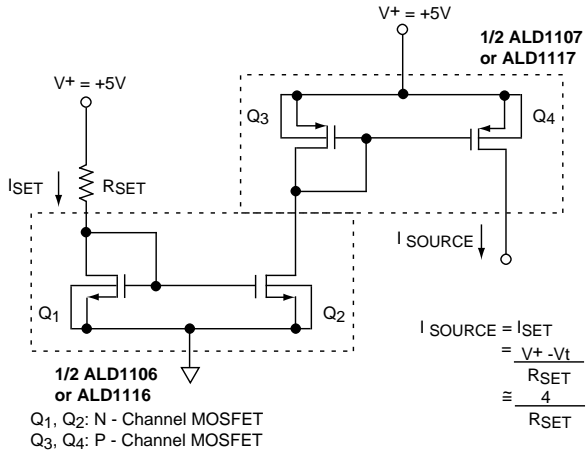 V+ = +5V
1/2 ALD1107
or ALD1117
V+ = +5V
Q3
Q4
ISET
RSET
I SOURCE
Q1
Q2
I SOURCE = ISET
= V+ -Vt
RSET
≅ 4
RSET
1/2 ALD1106
or ALD1116
Q1, Q2: N - Channel MOSFET
Q3, Q4: P - Channel MOSFET